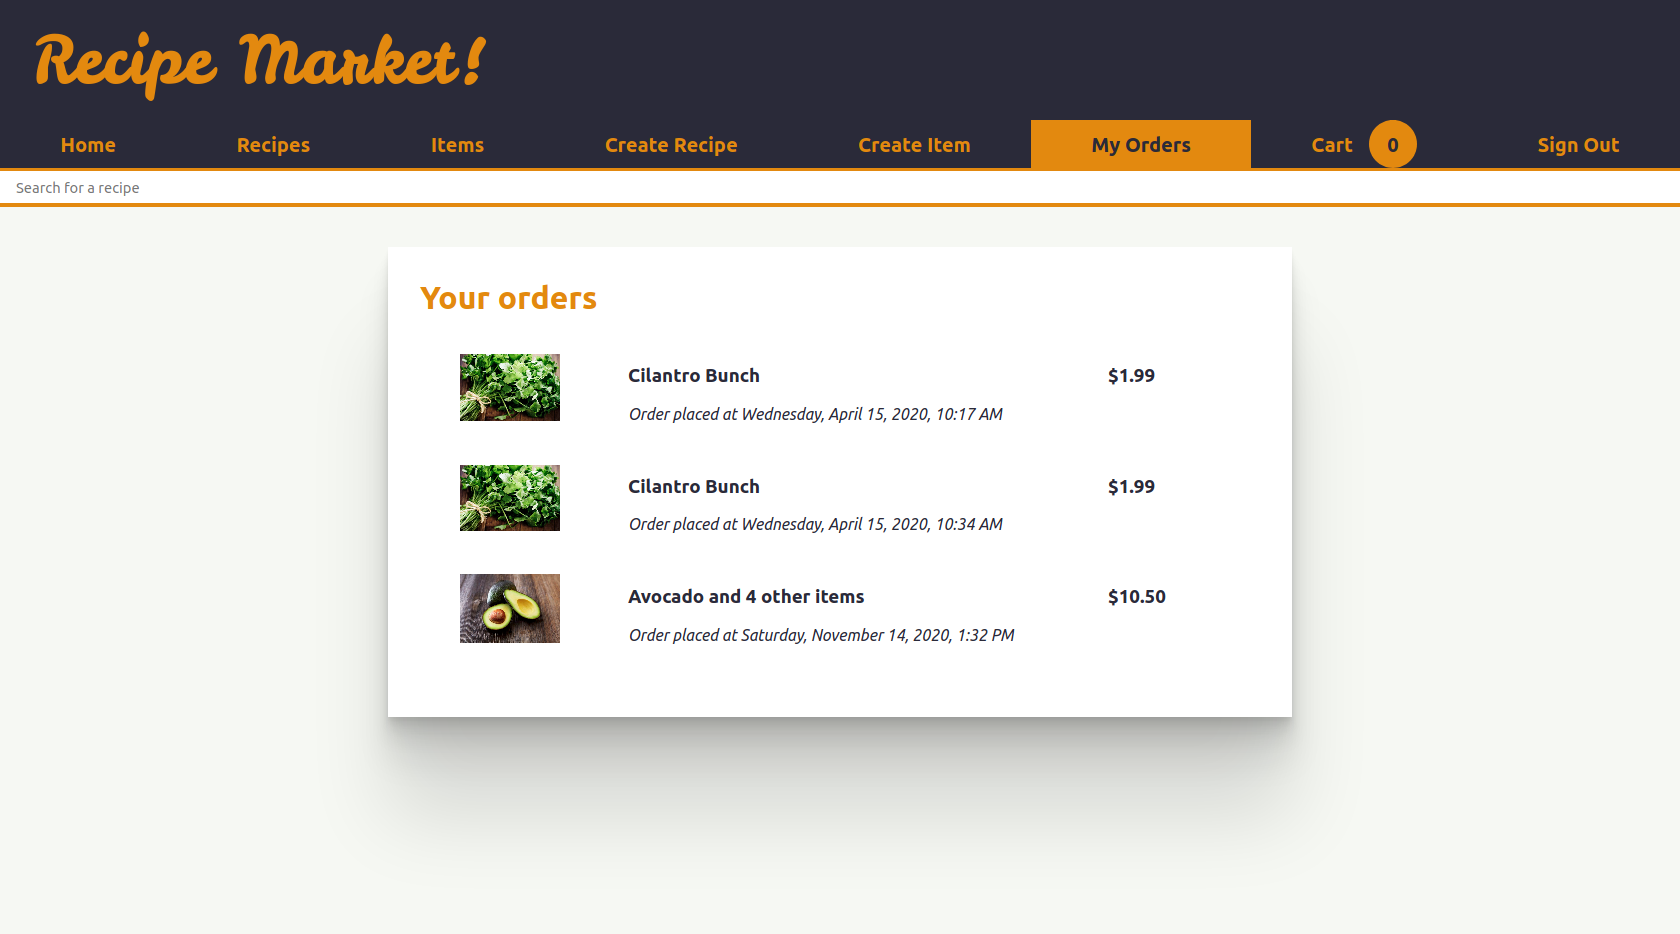 Recipe Market!
Home Recipes Items Create Recipe Create Item My Orders Cart 0 Sign Out
Search for a recipe
Your orders
Cilantro Bunch $1.99
Order placed at Wednesday, April 15, 2020, 10:17 AM
Cilantro Bunch $1.99
Order placed at Wednesday, April 15, 2020, 10:34 AM
Avocado and 4 other items $10.50
Order placed at Saturday, November 14, 2020, 1:32 PM